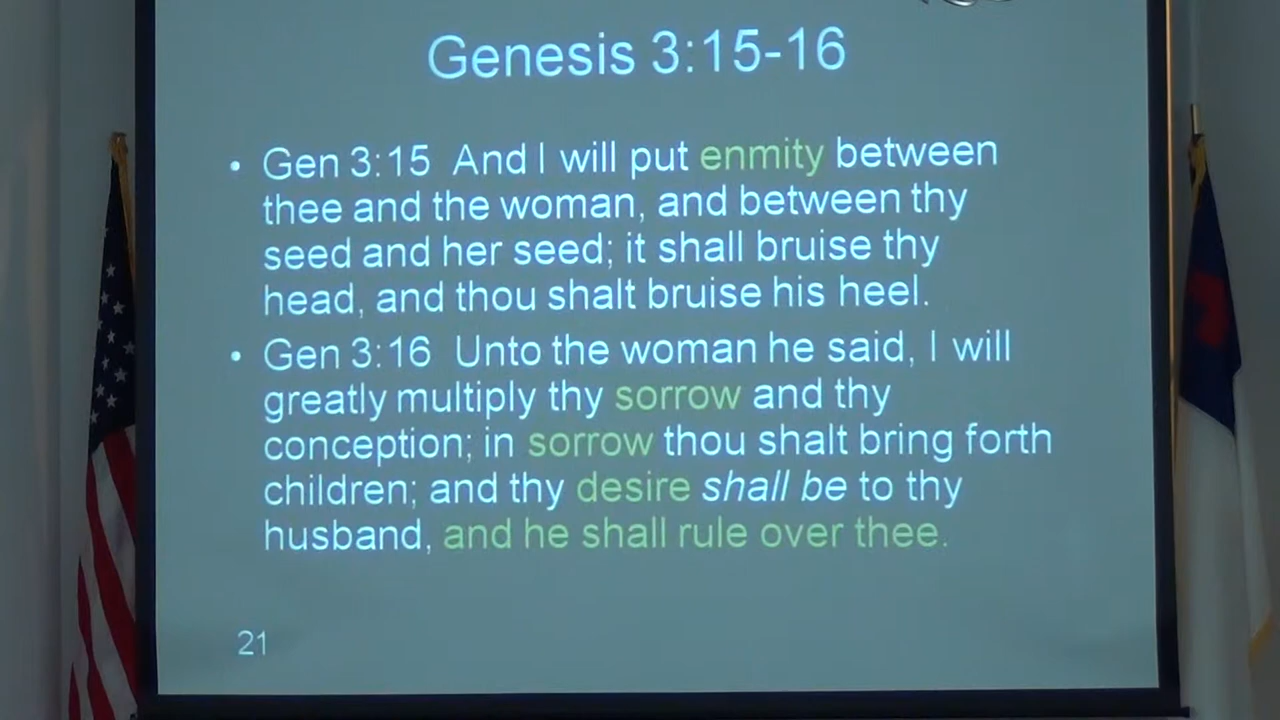 Genesis 3:15-16
• Gen 3:15 And I will put enmity between
thee and the woman, and between thy
seed and her seed; it shall bruise thy
head, and thou shalt bruise his heel.
• Gen 3:16 Unto the woman he said, I will
greatly multiply thy sorrow and thy
conception; in sorrow thou shalt bring forth
children; and thy desire shall be to thy
husband, and he shall rule over thee.
21